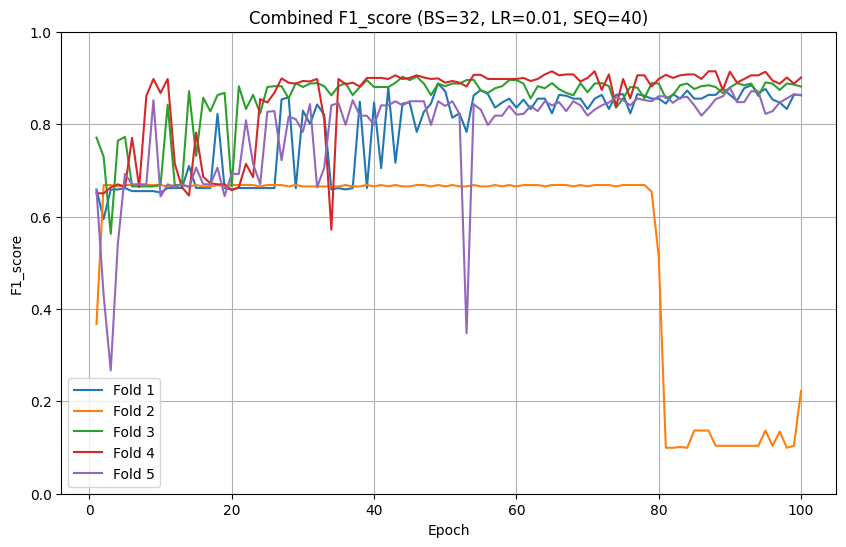 Combined F1_score (BS=32, LR=0.01, SEQ=40)
1.0
0.8
0.6
0.4
0.2
0.0
F1_score
Fold 1
Fold 2
Fold 3
Fold 4
Fold 5
0
20
40
60
80
100
Epoch